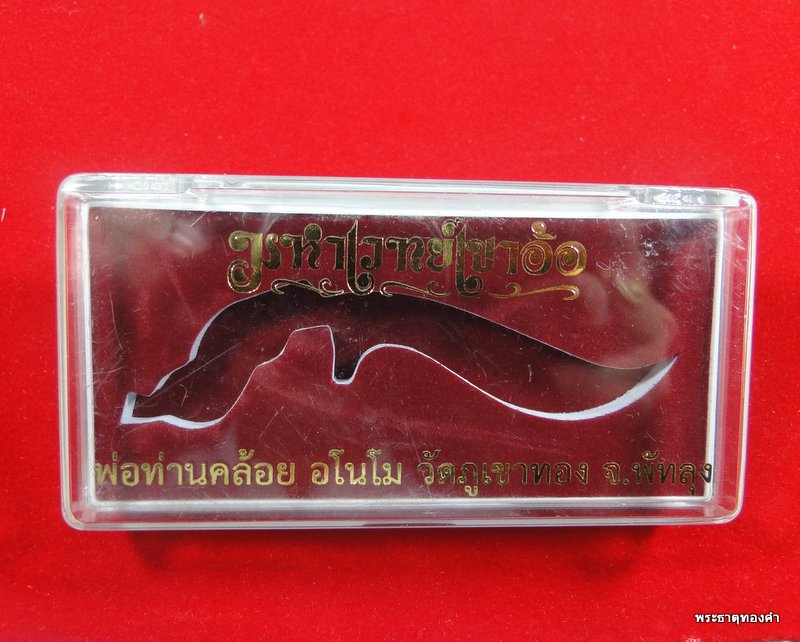 มหาเวทย์เขาอ้อ
พ่อท่านคล้อย อโนโม วัดภูเขาทอง จ.พัทลุง
พระธาตุทองคำ